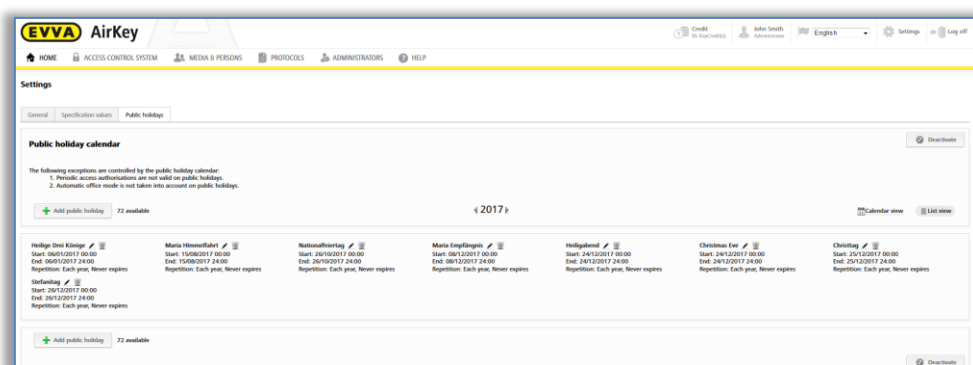 EVVA AirKey
Credit
85 KeyCredit(s)
John Smith
Administrator
English
Settings
Log off
HOME ACCESS CONTROL SYSTEM MEDIA & PERSONS PROTOCOLS ADMINISTRATORS HELP
Settings
General Specification values Public holidays
Public holiday calendar
Deactivate
The following exceptions are controlled by the public holiday calendar:
1. Periodic access authorisations are not valid on public holidays.
2. Automatic office mode is not taken into account on public holidays.
Add public holiday 72 available
2017
Calendar view List view
Heilige Drei Könige
Start: 06/01/2017 00:00
End: 06/01/2017 24:00
Repetition: Each year, Never expires
Maria Himmelfahrt
Start: 15/08/2017 00:00
End: 15/08/2017 24:00
Repetition: Each year, Never expires
Nationalfeiertag
Start: 26/10/2017 00:00
End: 26/10/2017 24:00
Repetition: Each year, Never expires
Maria Empfängnis
Start: 08/12/2017 00:00
End: 08/12/2017 24:00
Repetition: Each year, Never expires
Heiligabend
Start: 24/12/2017 00:00
End: 24/12/2017 24:00
Repetition: Each year, Never expires
Christmas Eve
Start: 24/12/2017 00:00
End: 24/12/2017 24:00
Repetition: Each year, Never expires
Christtag
Start: 25/12/2017 00:00
End: 25/12/2017 24:00
Repetition: Each year, Never expires
Stefanitag
Start: 26/12/2017 00:00
End: 26/12/2017 24:00
Repetition: Each year, Never expires
Add public holiday 72 available
Deactivate